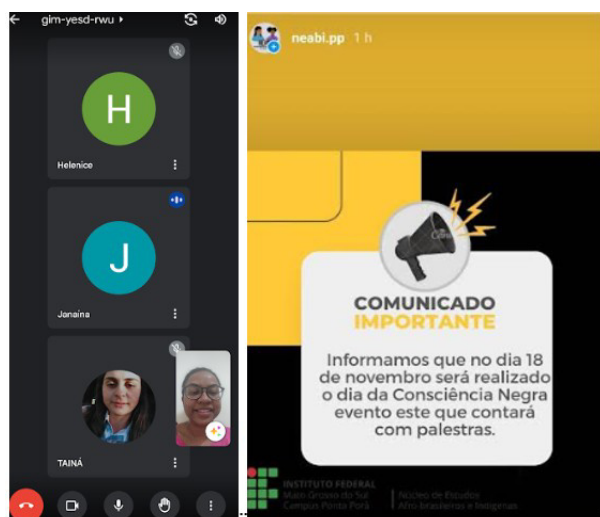 gim-yesd-rwu
H
Helenice
J
Janaína
TAINÁ
neabi.pp 1 h
COMUNICADO
IMPORTANTE
Informamos que no dia 18
de novembro será realizado
o dia da Consciência Negra
evento este que contará
com palestras.
INSTITUTO FEDERAL
Mato Grosso do Sul
Campus Ponta Porã
Núcleo de Estudos
Afro-brasileiros e Indígenas